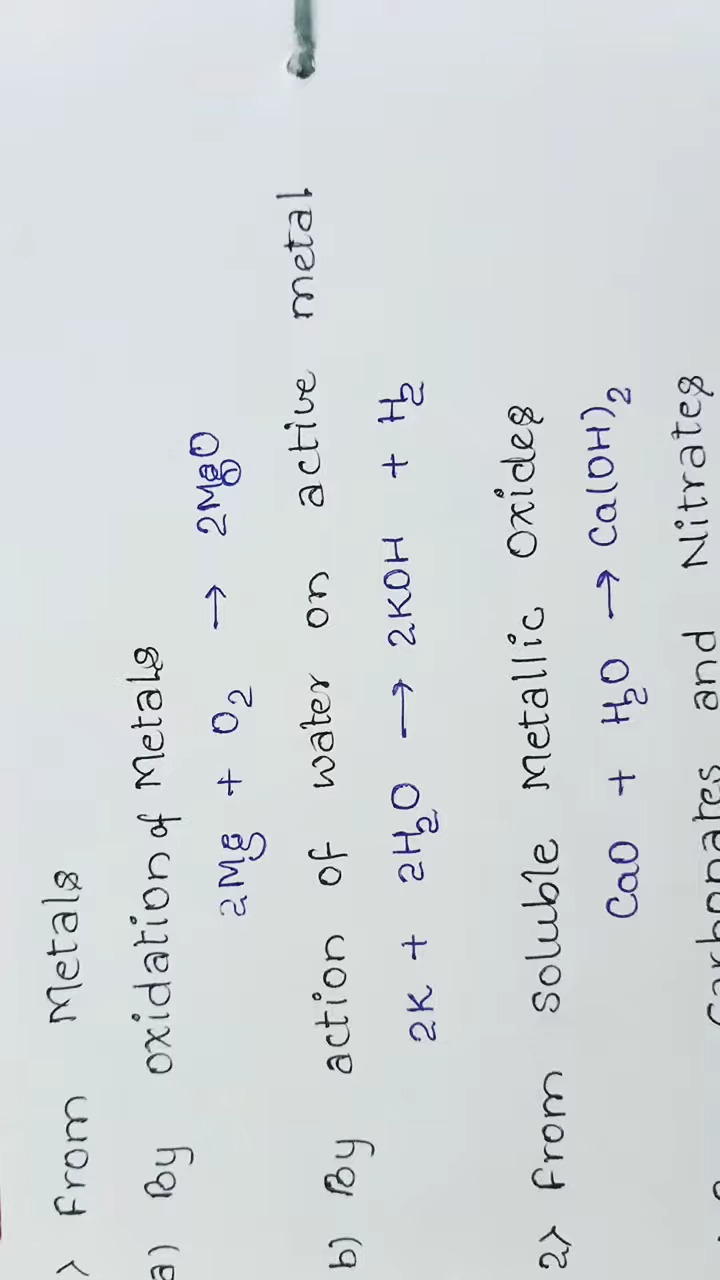 > From Metals
a) By oxidation of Metals
2Mg + O₂ → 2MgO
b) By action of water on active metal
2K + 2H₂O → 2KOH + H₂
2> From soluble Metallic Oxides
CaO + H₂O → Ca(OH)₂
Carbonates and Nitrates